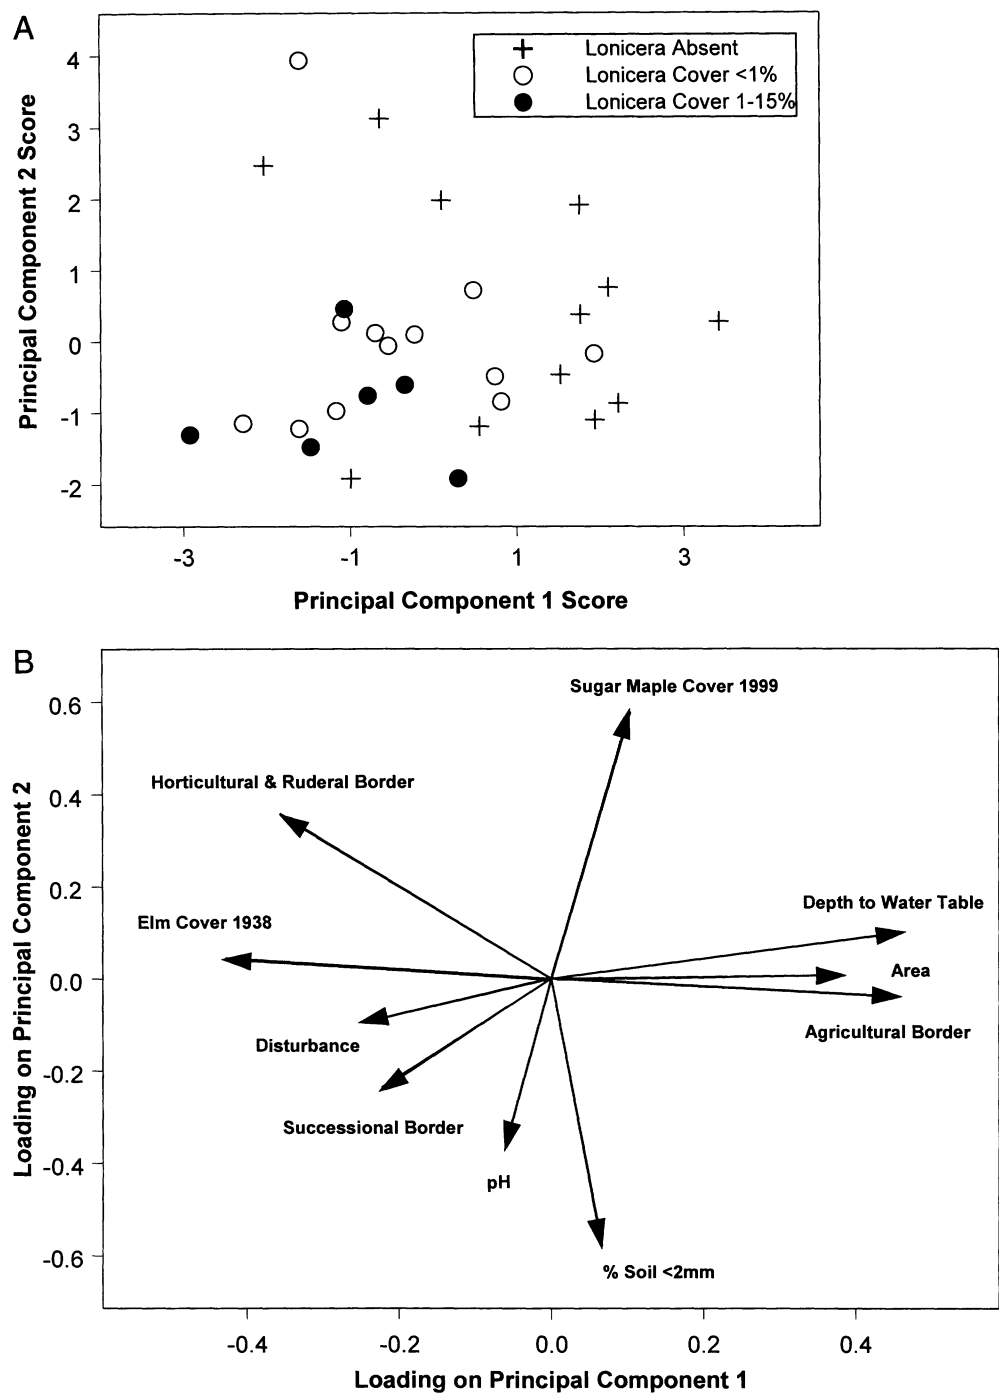 A
Lonicera Absent
Lonicera Cover <1%
Lonicera Cover 1-15%
Principal Component 2 Score
4
3
2
1
0
-1
-2
-3
-1
1
3
Principal Component 1 Score
B
Sugar Maple Cover 1999
Horticultural & Ruderal Border
Elm Cover 1938
Depth to Water Table
Area
Agricultural Border
Disturbance
Successional Border
pH
% Soil <2mm
Loading on Principal Component 2
0.6
0.4
0.2
0.0
-0.2
-0.4
-0.6
-0.4
-0.2
0.0
0.2
0.4
Loading on Principal Component 1